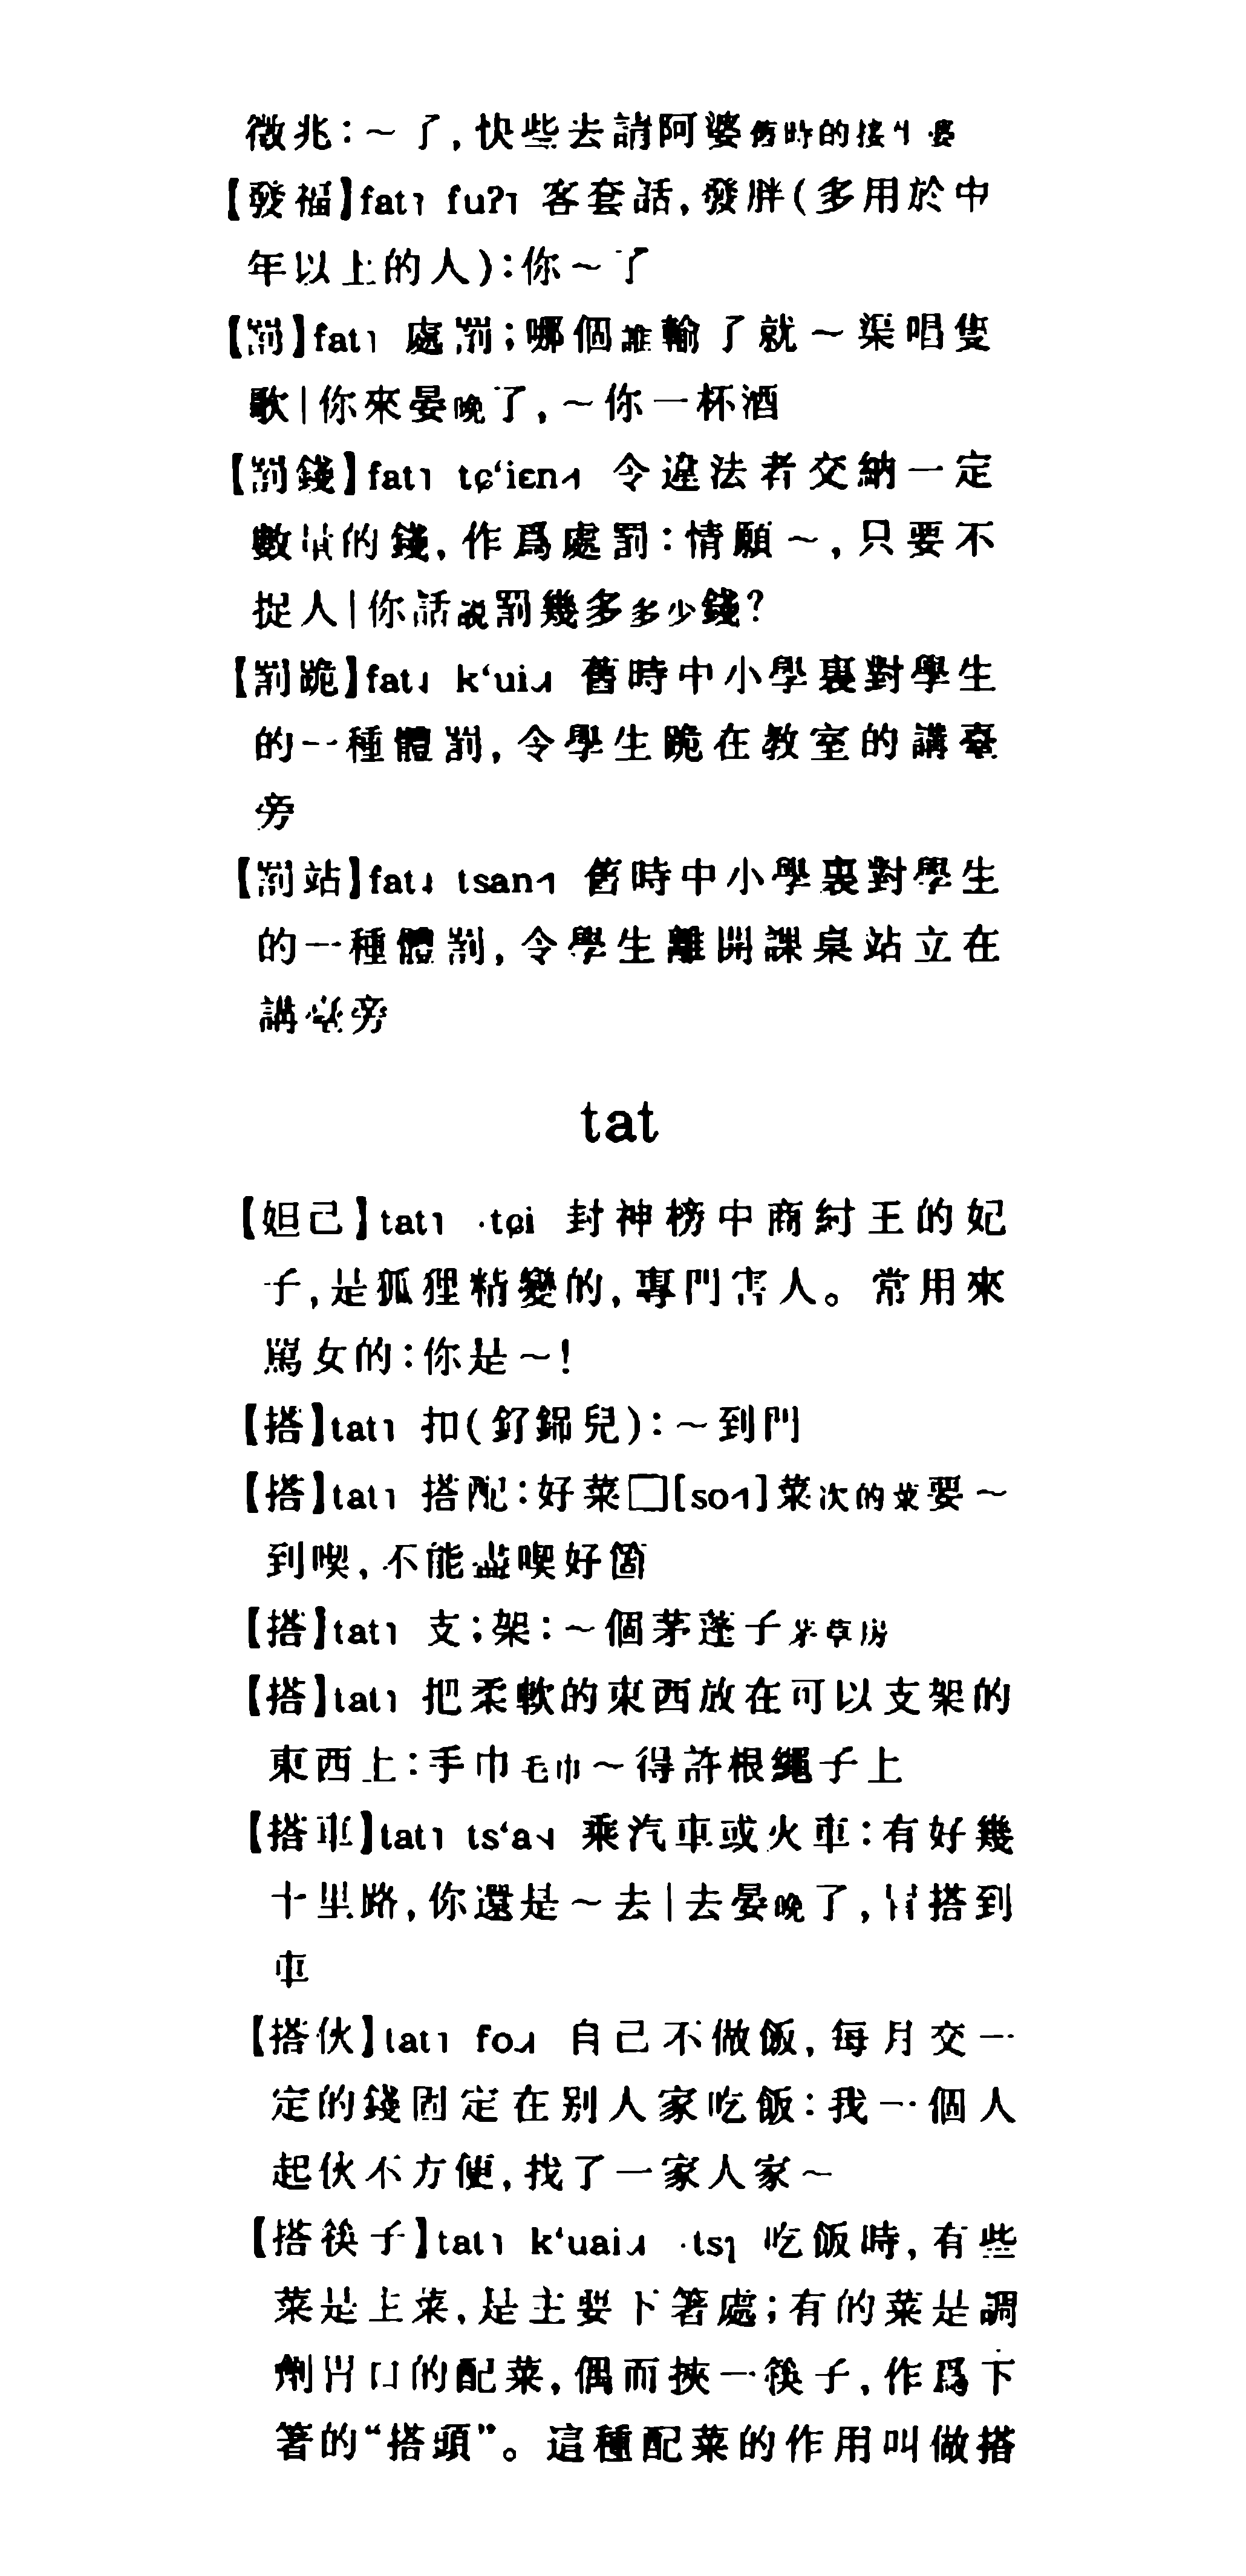 徵兆：～了，快些去請阿婆舊時的接生婆
【發福】fat˥ fuʔ˥ 客套話，發胖（多用於中
年以上的人）：你～了
【罰】fat˥ 處罰；哪個誰輸了就～渠唱隻
歌|你來晏晚了，～你一杯酒
【罰錢】fat˥ tɕ‘iɛn˧ 令違法者交納一定
數量的錢，作爲處罰：情願～，只要不
捉人|你話説罰幾多多少錢？
【罰跪】fat k‘ui 舊時中小學裏對學生
的一種體罰，令學生跪在教室的講臺
旁
【罰站】fat tsan 舊時中小學裏對學生
的一種體罰，令學生離開課桌站立在
講臺旁
tat
【妲己】tat˥ ·tɕi 封神榜中商紂王的妃
子，是狐狸精變的，專門害人。常用來
駡女的：你是～！
【搭】tat˥ 扣（釕錦兒）：～到門
【搭】tat˥ 搭配：好菜□[so]菜次的菜要～
到喫，不能盡喫好箇
【搭】tat˥ 支；架：～個茅蓬子茅草房
【搭】tat˥ 把柔軟的東西放在可以支架的
東西上：手巾毛巾～得許根繩子上
【搭車】tat˥ ts‘a 乘汽車或火車：有好幾
十里路，你還是～去|去晏晚了，冒搭到
車
【搭伙】tat˥ fo 自己不做飯，每月交一
定的錢固定在别人家吃飯：我一個人
起伙不方便，找了一家人家～
【搭筷子】tat˥ k‘uai ·tsɿ 吃飯時，有些
菜是主菜，是主要下箸處；有的菜是調
劑胃口的配菜，偶而挾一筷子，作爲下
箸的“搭頭”。這種配菜的作用叫做搭